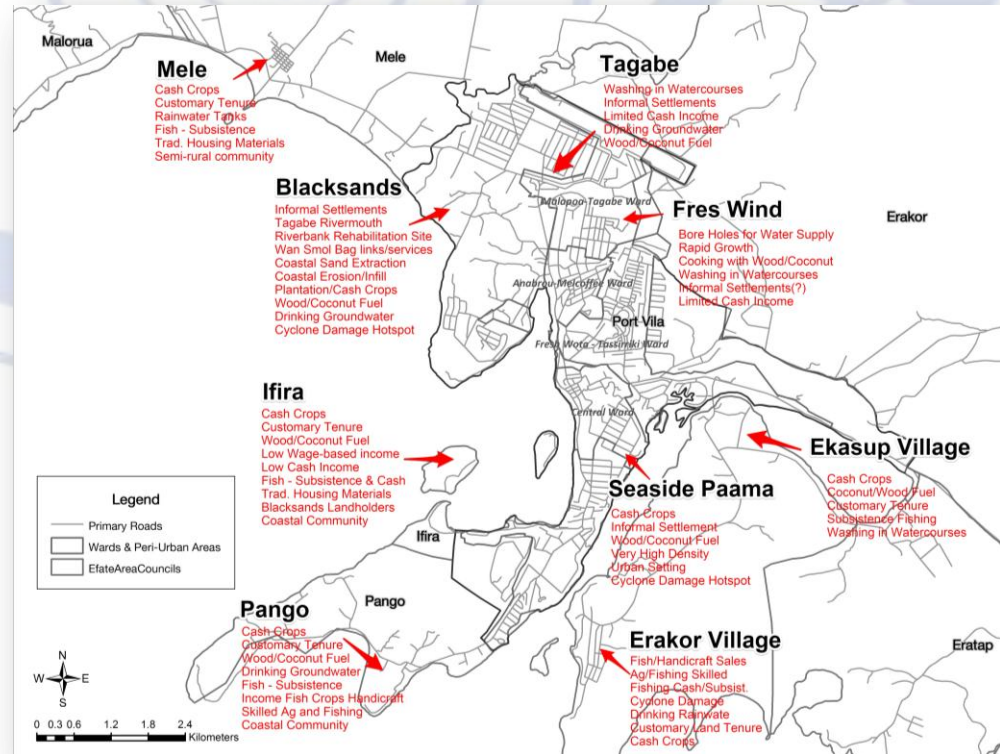 Malorua
Mele
Mele
Cash Crops
Customary Tenure
Rainwater Tanks
Fish - Subsistence
Trad. Housing Materials
Semi-rural community
Tagabe
Washing in Watercourses
Informal Settlements
Limited Cash Income
Drinking Groundwater
Wood/Coconut Fuel
Blacksands
Informal Settlements
Tagabe Rivermouth
Riverbank Rehabilitation Site
Wan Smol Bag links/services
Coastal Sand Extraction
Coastal Erosion/Infill
Plantation/Cash Crops
Wood/Coconut Fuel
Drinking Groundwater
Cyclone Damage Hotspot
Malapoa-Tagabe Ward
Fres Wind
Bore Holes for Water Supply
Rapid Growth
Cooking with Wood/Coconut
Washing in Watercourses
Informal Settlements(?)
Limited Cash Income
Erakor
Anabrou-Melcoffee Ward
Port Vila
Fresh Wota - Tassiriki Ward
Central Ward
Ifira
Cash Crops
Customary Tenure
Wood/Coconut Fuel
Low Wage-based income
Low Cash Income
Fish - Subsistence & Cash
Trad. Housing Materials
Blacksands Landholders
Coastal Community
Ekasup Village
Cash Crops
Coconut/Wood Fuel
Customary Tenure
Subsistence Fishing
Washing in Watercourses
Seaside Paama
Cash Crops
Informal Settlement
Wood/Coconut Fuel
Very High Density
Urban Setting
Cyclone Damage Hotspot
Legend
Primary Roads
Wards & Peri-Urban Areas
EfateAreaCouncils
Ifira
Pango
Pango
Cash Crops
Customary Tenure
Wood/Coconut Fuel
Drinking Groundwater
Fish - Subsistence
Income Fish Crops Handicraft
Skilled Ag and Fishing
Coastal Community
Erakor Village
Fish/Handicraft Sales
Ag/Fishing Skilled
Fishing Cash/Subsist.
Cyclone Damage
Drinking Rainwate
Customary Land Tenure
Cash Crops
Eratap
N
W E
S
0 0.3 0.6 1.2 1.8 2.4
Kilometers